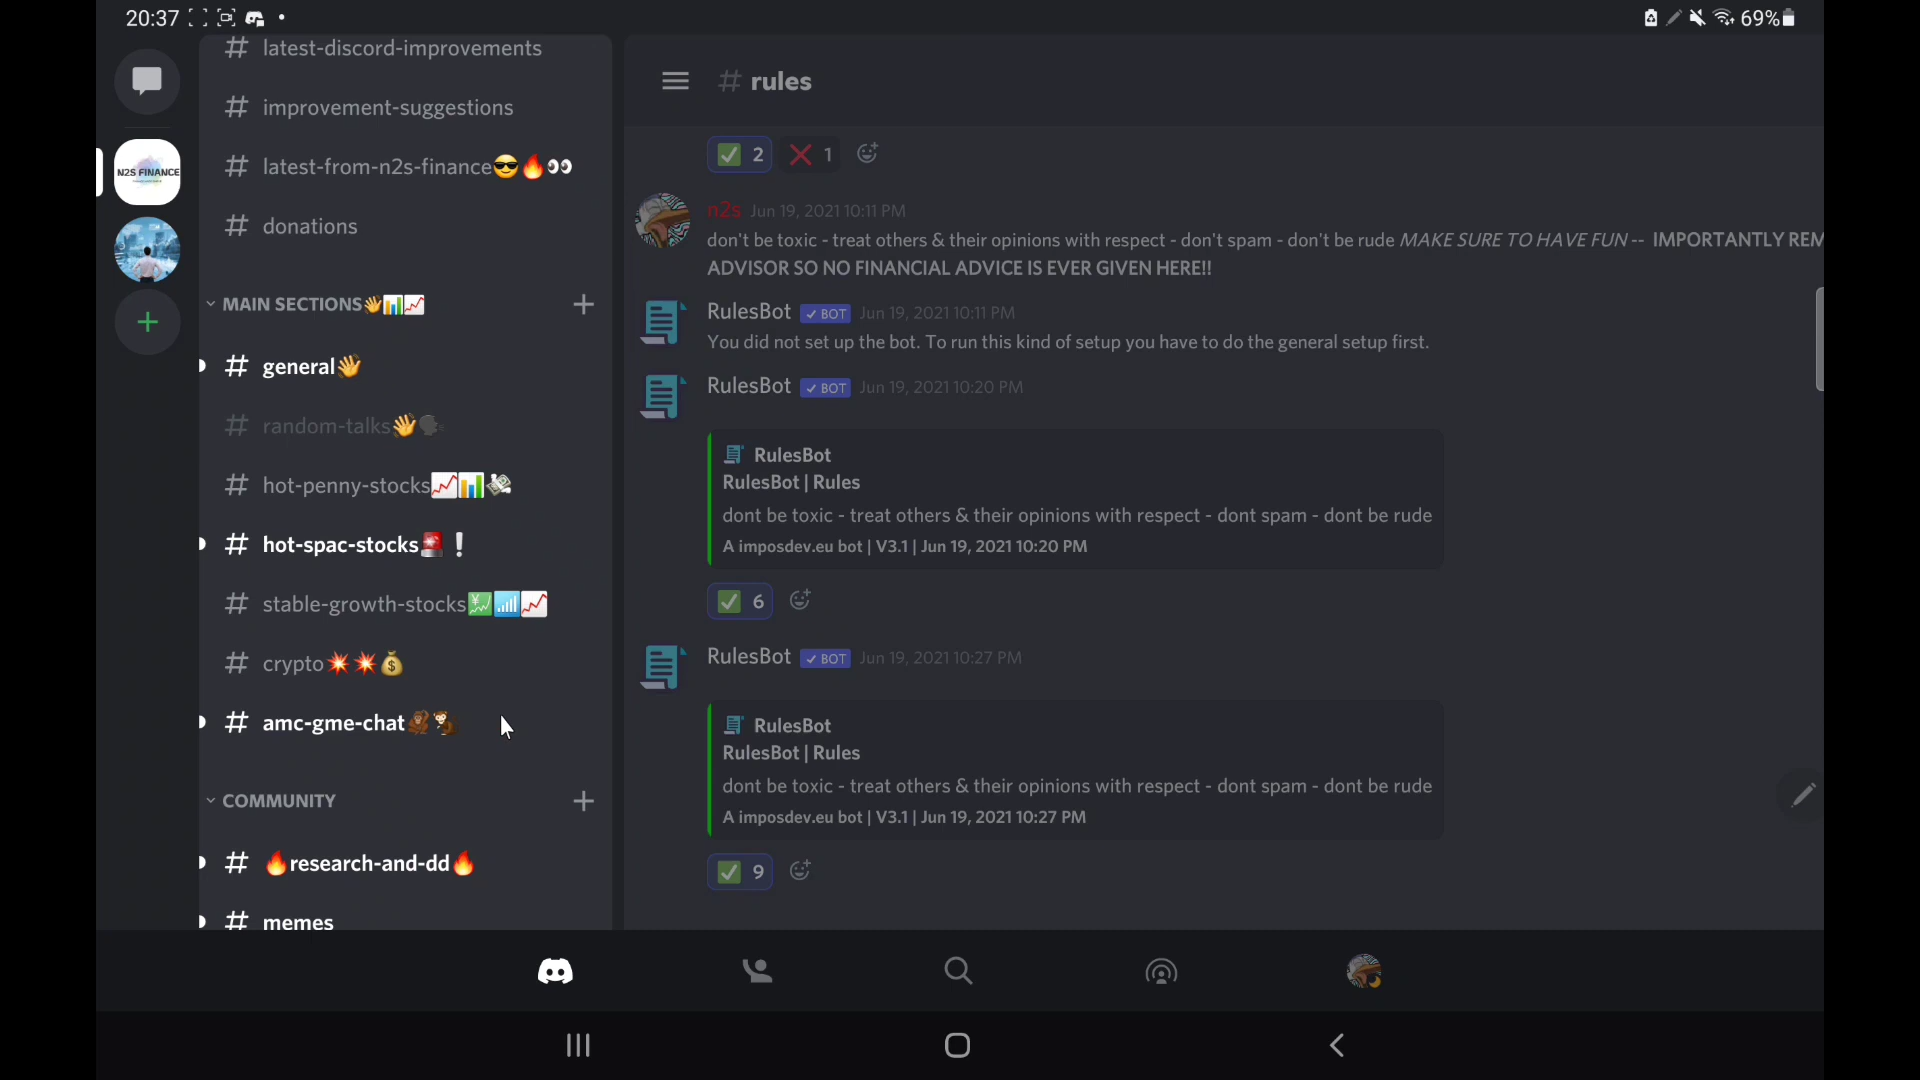 20:37
69%
# latest-discord-improvements
# improvement-suggestions
# latest-from-n2s-finance😎🔥👀
# donations
N2S FINANCE
MAIN SECTIONS👋📊📈
# general👋
# random-talks👋🗣
# hot-penny-stocks📈📊💸
# hot-spac-stocks🚨❕
# stable-growth-stocks💹📶📈
# crypto💥💥💰
# amc-gme-chat🦧🐒
COMMUNITY
# 🔥research-and-dd🔥
# memes
# rules
✅ 2 ❌ 1
n2s Jun 19, 2021 10:11 PM
don't be toxic - treat others & their opinions with respect - don't spam - don't be rude MAKE SURE TO HAVE FUN -- IMPORTANTLY REM
ADVISOR SO NO FINANCIAL ADVICE IS EVER GIVEN HERE!!
RulesBot ✓ BOT Jun 19, 2021 10:11 PM
You did not set up the bot. To run this kind of setup you have to do the general setup first.
RulesBot ✓ BOT Jun 19, 2021 10:20 PM
RulesBot
RulesBot | Rules
dont be toxic - treat others & their opinions with respect - dont spam - dont be rude
A imposdev.eu bot | V3.1 | Jun 19, 2021 10:20 PM
✅ 6
RulesBot ✓ BOT Jun 19, 2021 10:27 PM
RulesBot
RulesBot | Rules
dont be toxic - treat others & their opinions with respect - dont spam - dont be rude
A imposdev.eu bot | V3.1 | Jun 19, 2021 10:27 PM
✅ 9